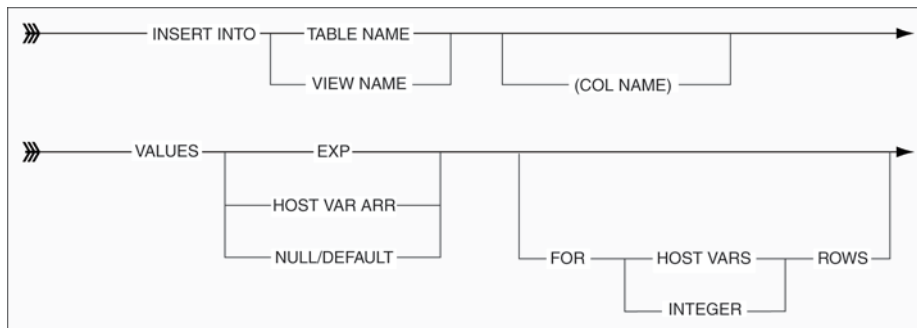 INSERT INTO TABLE NAME
VIEW NAME (COL NAME)
VALUES EXP
HOST VAR ARR
NULL/DEFAULT FOR HOST VARS ROWS
INTEGER